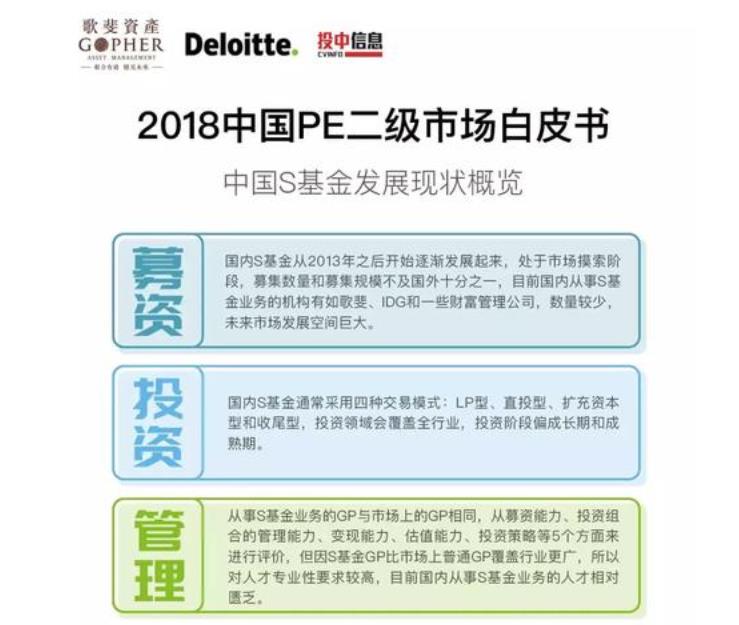 歌斐資產
GOPHER
ASSET MANAGEMENT
Deloitte.
投中信息
CVINFO
2018中国PE二级市场白皮书
中国S基金发展现状概览
募资
国内S基金从2013年之后开始逐渐发展起来，处于市场摸索阶
段，募集数量和募集规模不及国外十分之一，目前国内从事S基
金业务的机构有如歌斐、IDG和一些财富管理公司，数量较少，
未来市场发展空间巨大。
投资
国内S基金通常采用四种交易模式：LP型、直投型、扩充资本
型和收尾型，投资领域会覆盖全行业，投资阶段偏成长期和成
熟期。
管理
从事S基金业务的GP与市场上的GP相同，从募资能力、投资组
合的管理能力、变现能力、估值能力、投资策略等5个方面来
进行评价，但因S基金GP比市场上普通GP覆盖行业更广，所以
对人才专业性要求较高，目前国内从事S基金业务的人才相对
匮乏。